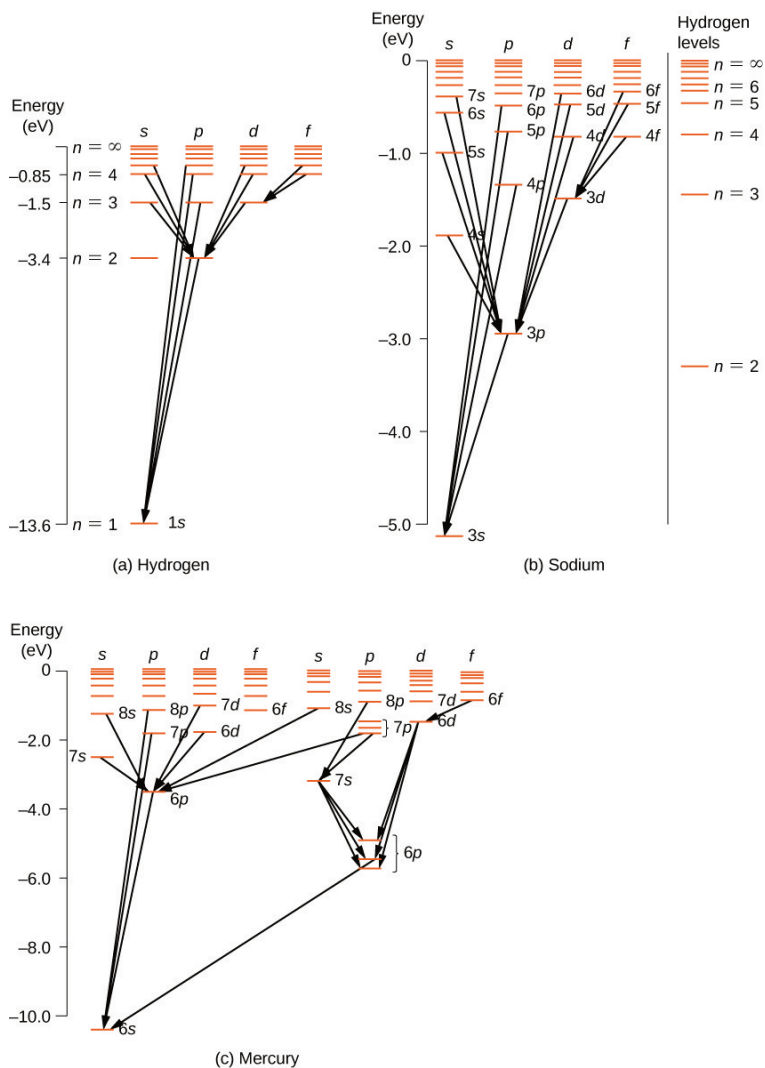 Energy
(eV)
s p d f
n = ∞
–0.85 n = 4
–1.5 n = 3
–3.4 n = 2
–13.6 n = 1 1s
(a) Hydrogen
Energy
(eV)
s p d f
0
7s 7p 6d 6f
6s 6p 5d 5f
5s 5p 4d 4f
–1.0
4p 3d
4s
–2.0
–3.0 3p
–4.0
–5.0
3s
(b) Sodium
Hydrogen
levels
n = ∞
n = 6
n = 5
n = 4
n = 3
n = 2
Energy
(eV)
s p d f s p d f
0
8s 8p 7d 6f 8s 8p 7d 6f
7p 6d 7p 6d
–2.0
7s 7s
6p
–4.0
6p
–6.0
–8.0
–10.0
6s
(c) Mercury